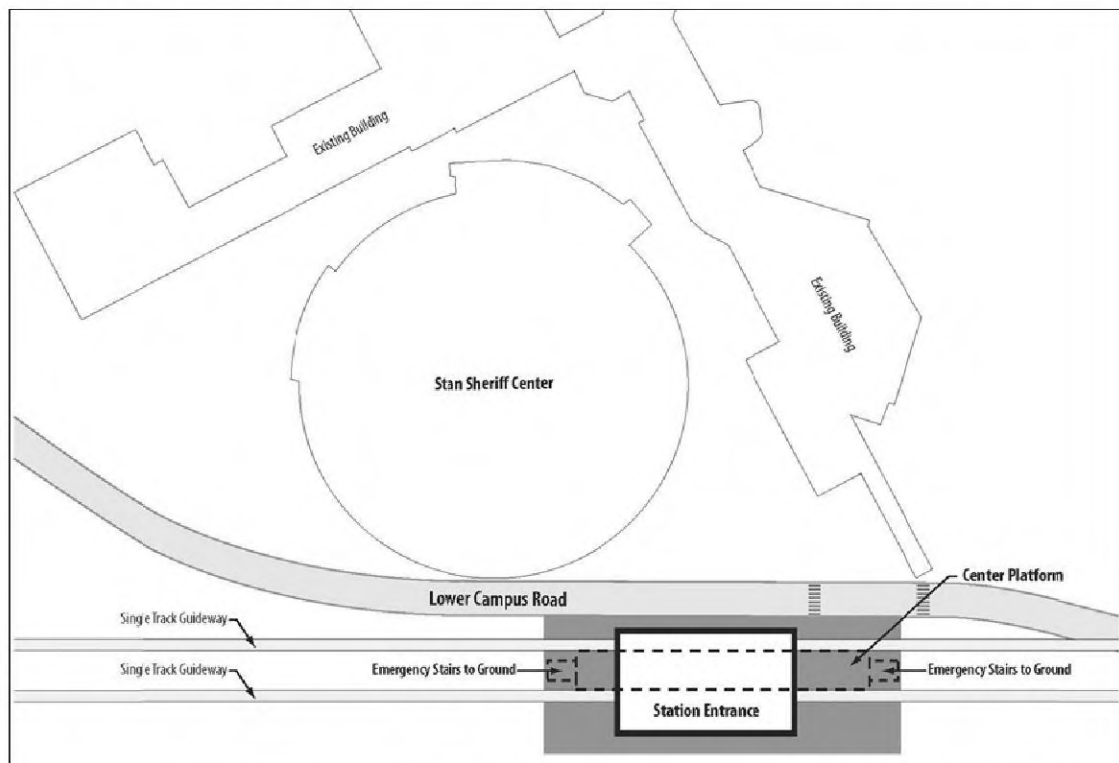 Existing Building
Existing Building
Stan Sheriff Center
Center Platform
Lower Campus Road
Single Track Guideway
Emergency Stairs to Ground
Emergency Stairs to Ground
Single Track Guideway
Station Entrance